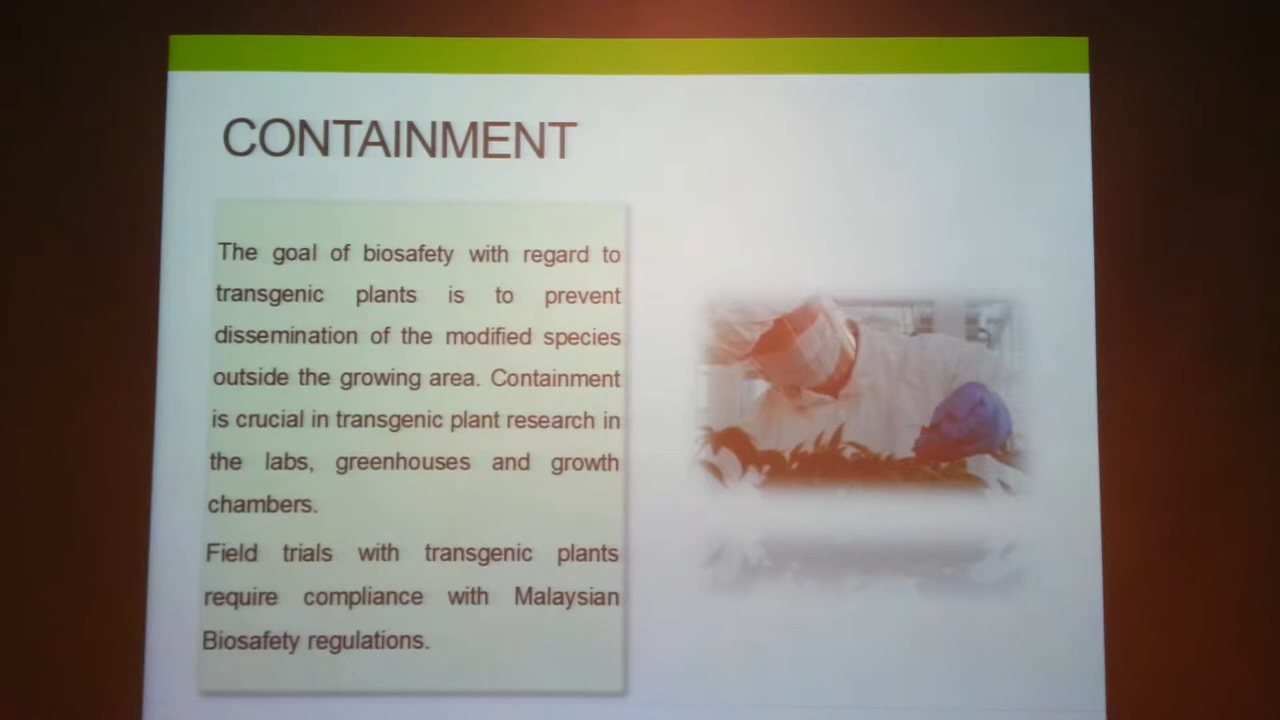 CONTAINMENT
The goal of biosafety with regard to
transgenic plants is to prevent
dissemination of the modified species
outside the growing area. Containment
is crucial in transgenic plant research in
the labs, greenhouses and growth
chambers.
Field trials with transgenic plants
require compliance with Malaysian
Biosafety regulations.